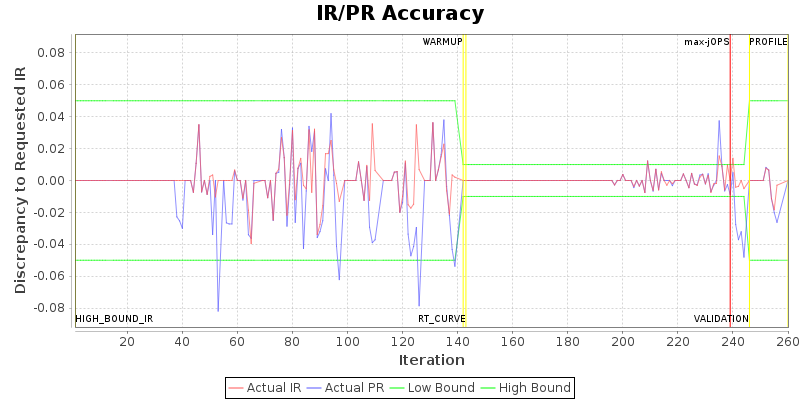 IR/PR Accuracy
Discrepancy to Requested IR
0.08
0.06
0.04
0.02
0.00
-0.02
-0.04
-0.06
-0.08
WARMUP
max-jOPS
PROFILE
HIGH_BOUND_IR
RT_CURVE
VALIDATION
20 40 60 80 100 120 140 160 180 200 220 240 260
Iteration
Actual IR Actual PR Low Bound High Bound